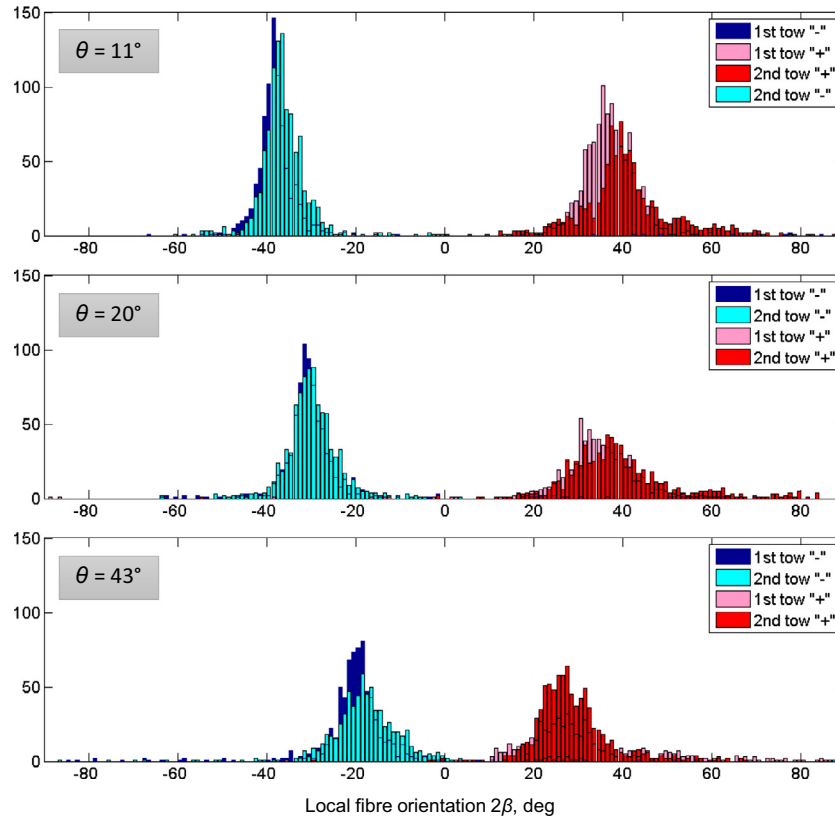 150
100
50
0
θ = 11°
1st tow "-"
1st tow "+"
2nd tow "+"
2nd tow "-"
-80 -60 -40 -20 0 20 40 60 80
150
100
50
0
θ = 20°
1st tow "-"
2nd tow "-"
1st tow "+"
2nd tow "+"
-80 -60 -40 -20 0 20 40 60 80
150
100
50
0
θ = 43°
1st tow "-"
2nd tow "-"
1st tow "+"
2nd tow "+"
-80 -60 -40 -20 0 20 40 60 80
Local fibre orientation 2β, deg